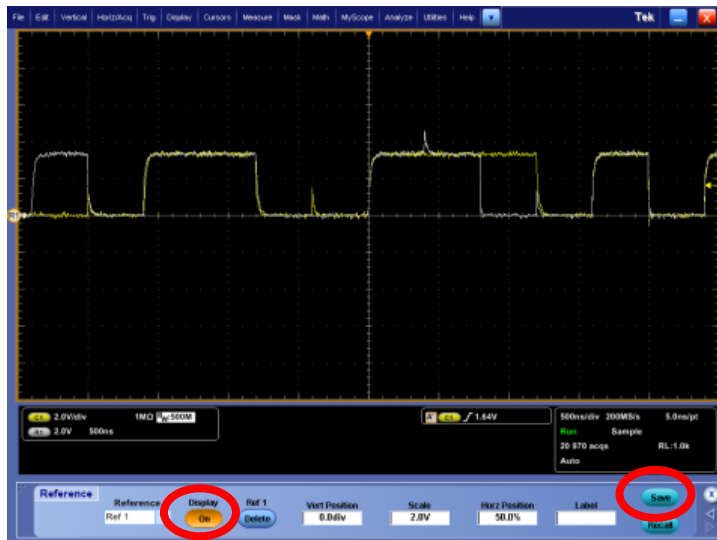 File Edit Vertical Horiz/Acq Trig Display Cursors Measure Mask Math MyScope Analyze Utilities Help Tek
R1
C1 2.0V/div 1MΩ BW:500M
R1 2.0V 500ns
A' C1 1.64V
500ns/div 200MS/s 5.0ns/pt
Run Sample
20 970 acqs RL:1.0k
Auto
Reference
Reference
Ref 1
Display
On
Ref 1
Delete
Vert Position
0.0div
Scale
2.0V
Horz Position
50.0%
Label
Save
Recall
X